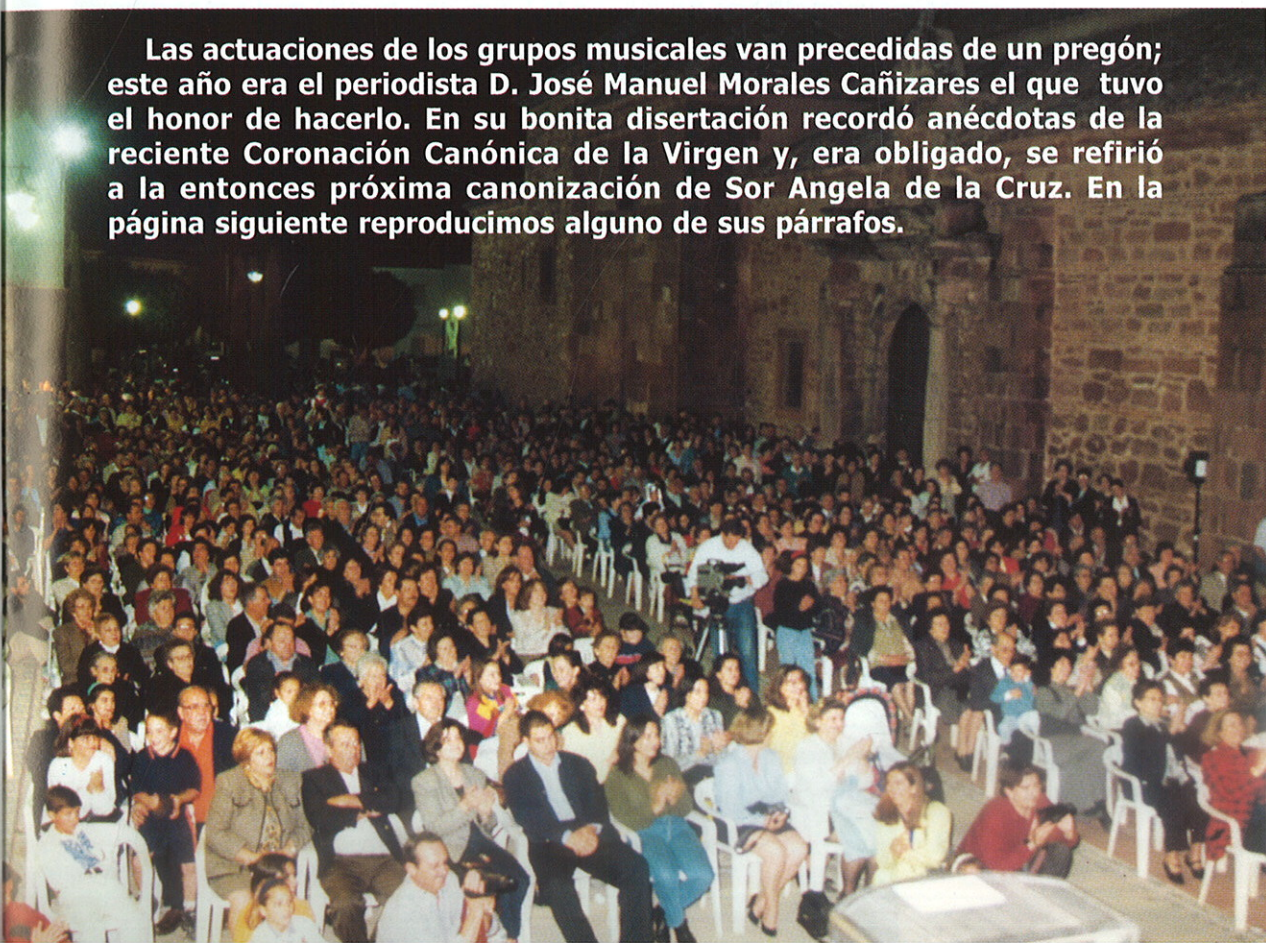 Las actuaciones de los grupos musicales van precedidas de un pregón;
este año era el periodista D. José Manuel Morales Cañizares el que tuvo
el honor de hacerlo. En su bonita disertación recordó anécdotas de la
reciente Coronación Canónica de la Virgen y, era obligado, se refirió
a la entonces próxima canonización de Sor Angela de la Cruz. En la
página siguiente reproducimos alguno de sus párrafos.